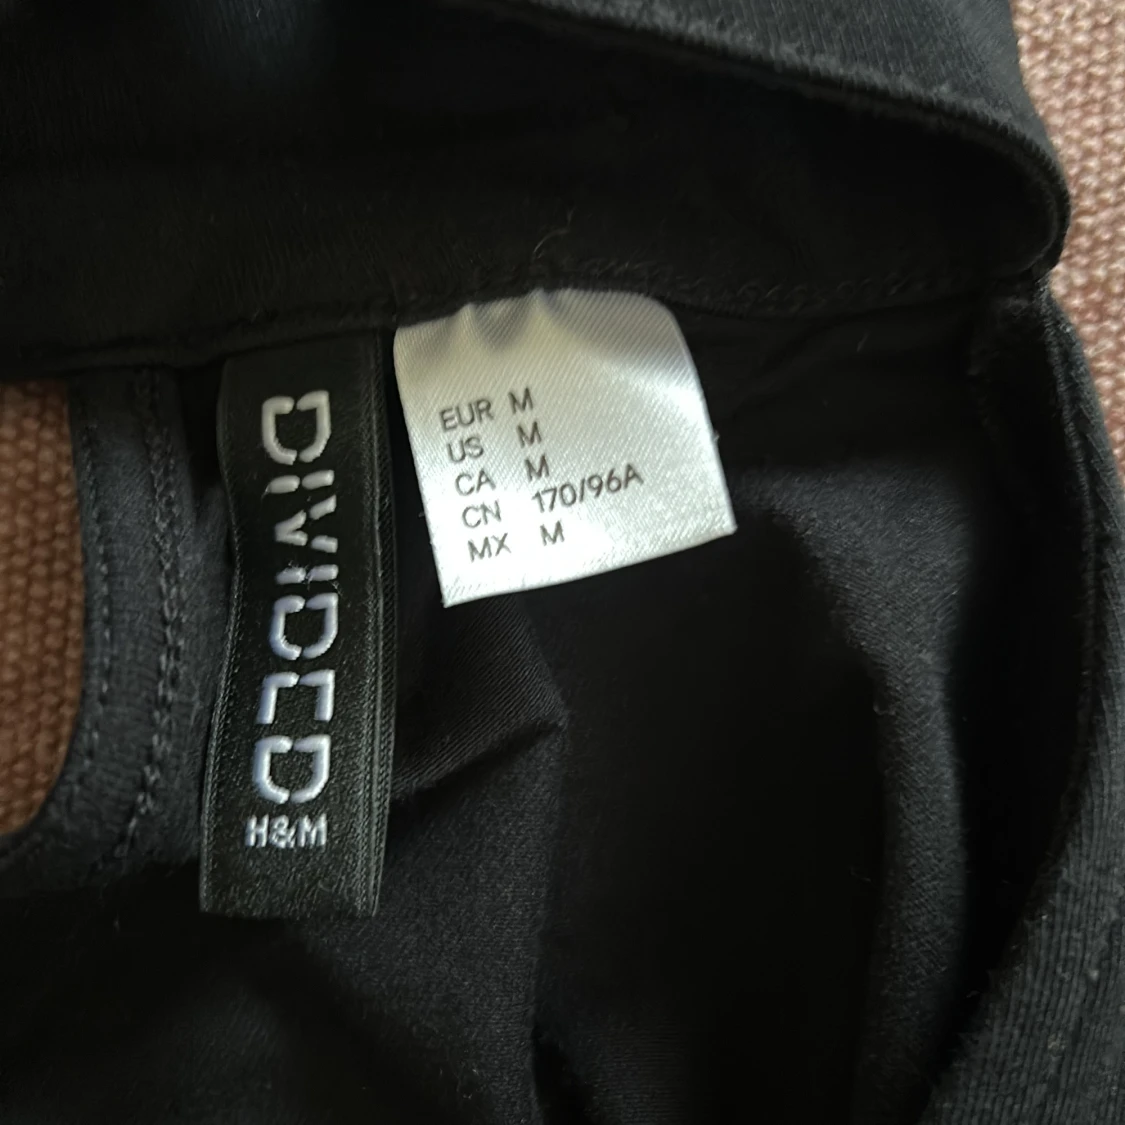 DIVIDED
H&M
EUR M
US M
CA M
CN 170/96A
MX M